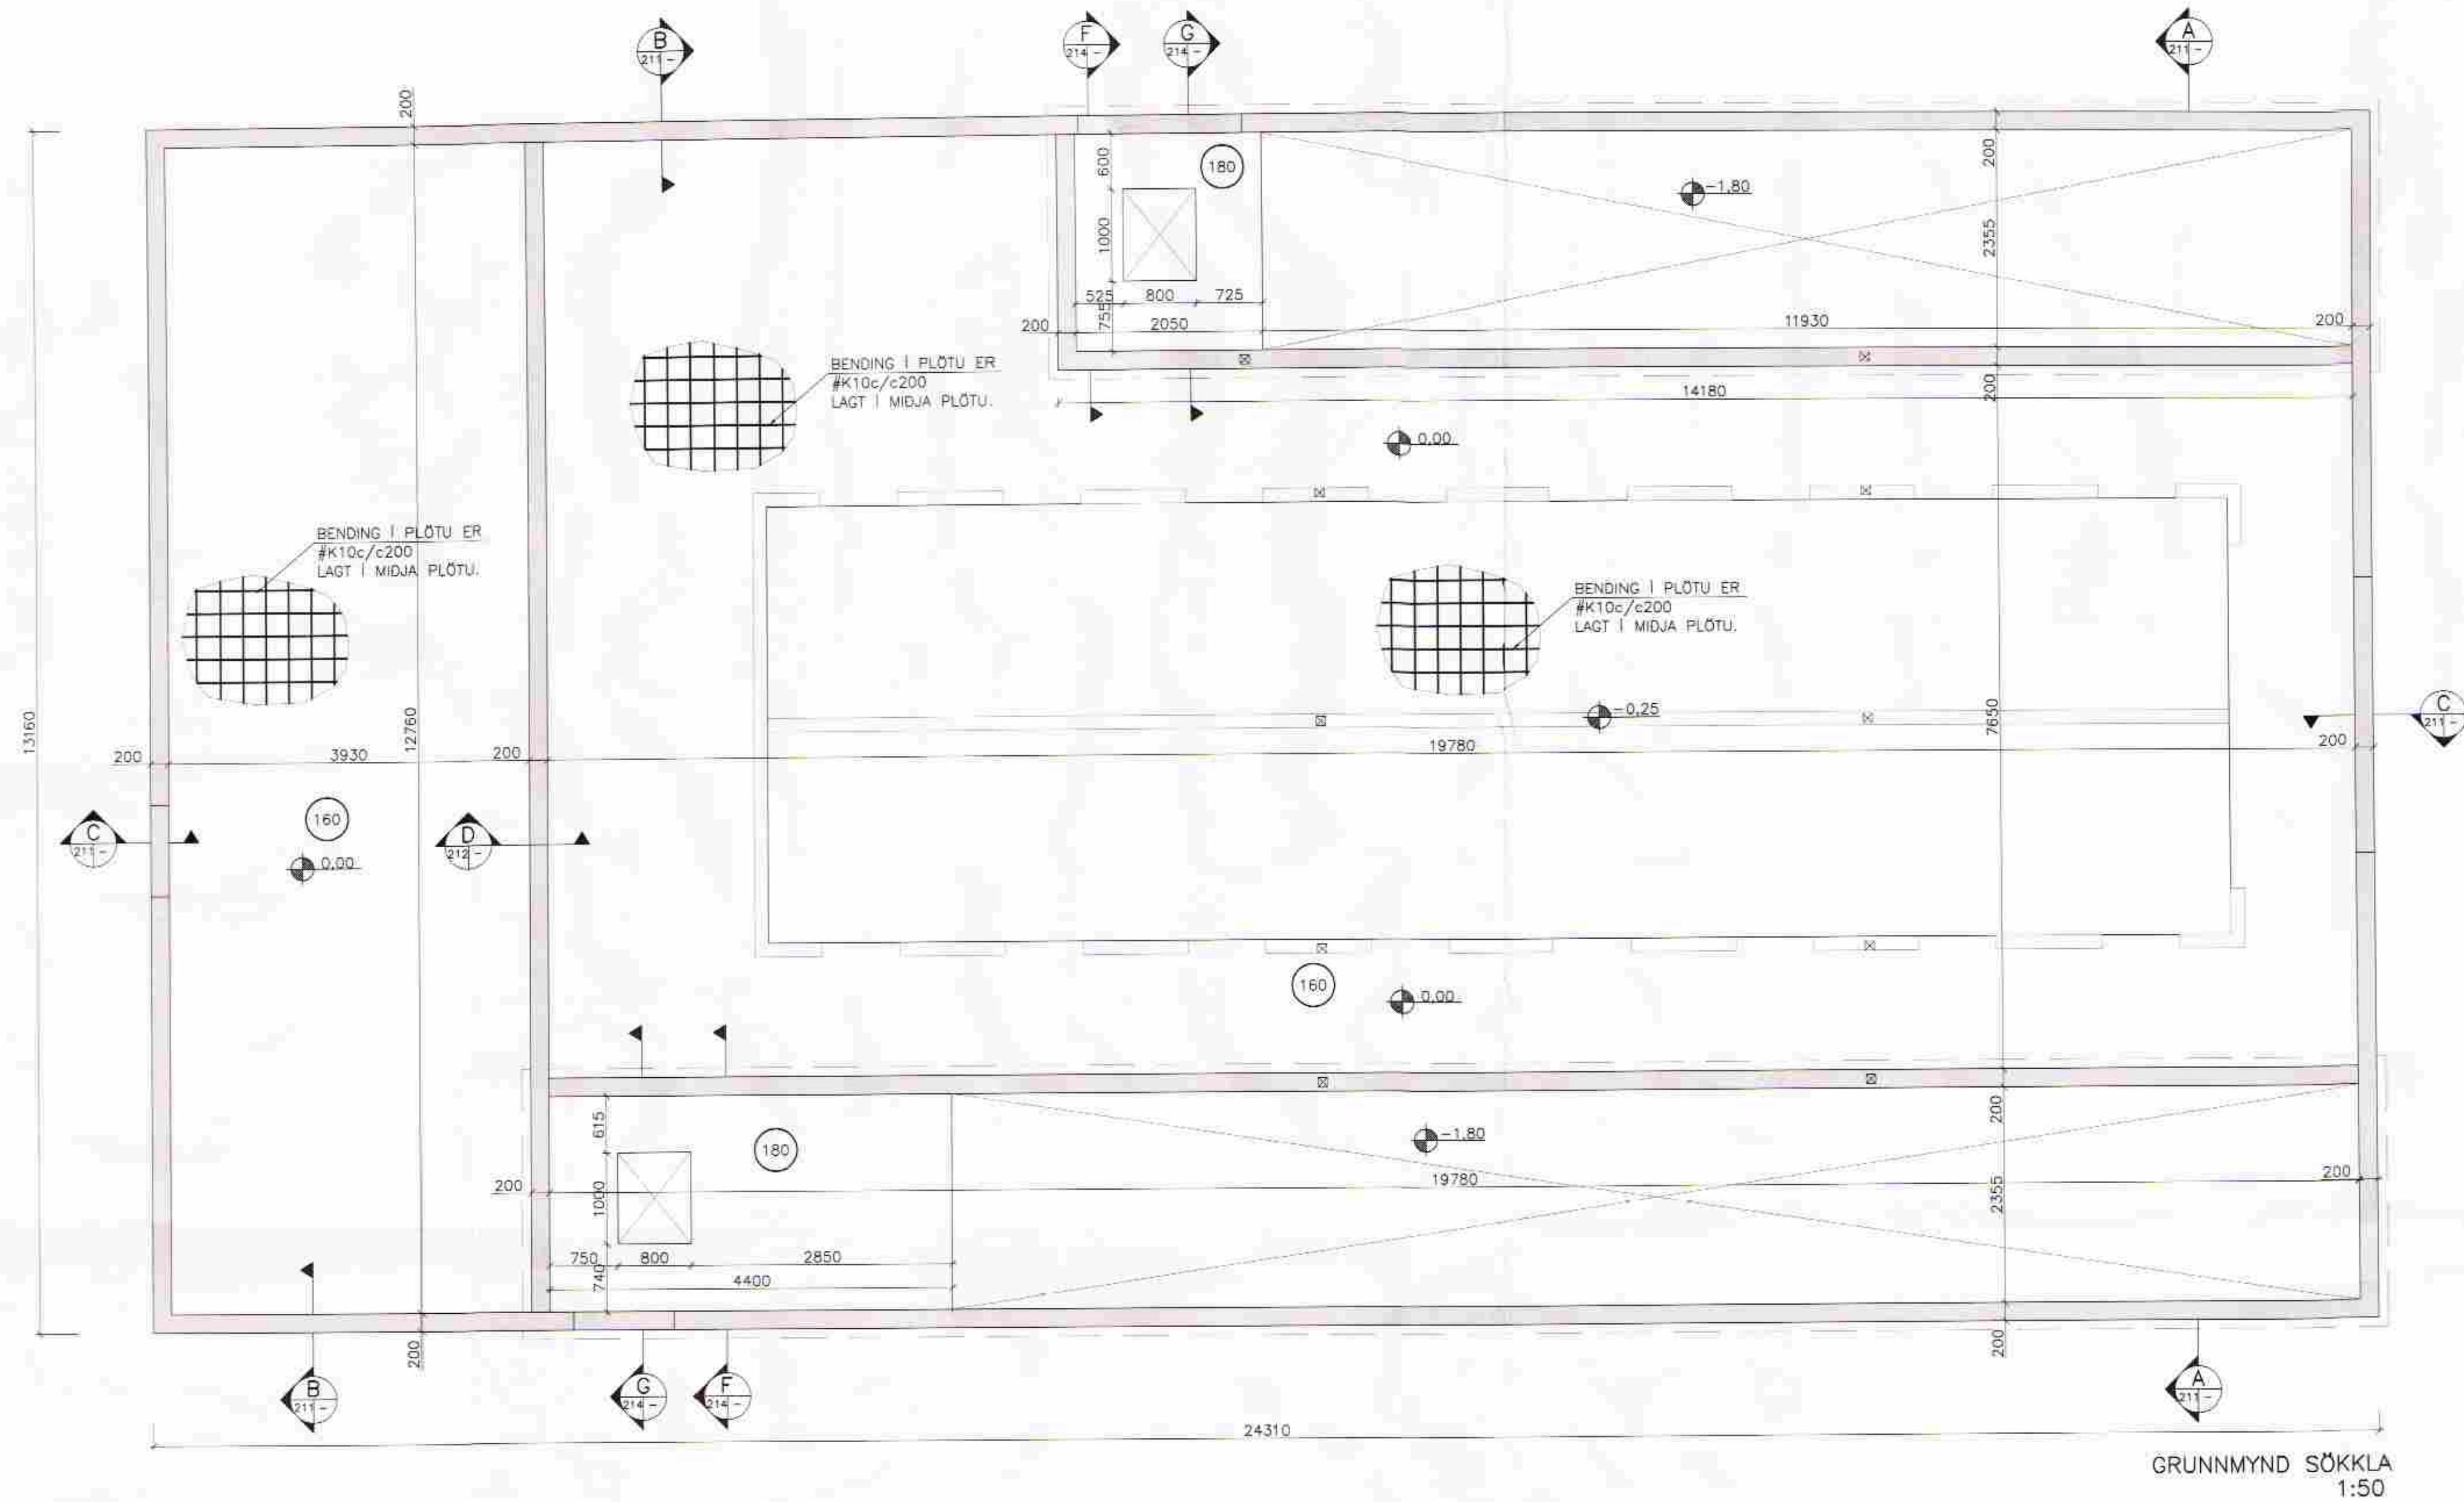 B
211 -
F
214 -
G
214 -
A
211 -
200
600
180
200
-1,80
1000
2355
525 800 725
755
200 2050 11930 200
BENDING Í PLÖTU ER
#K10c/c200
LAGT Í MIÐJA PLÖTU.
14180
200
0,00
BENDING Í PLÖTU ER
#K10c/c200
LAGT Í MIÐJA PLÖTU.
BENDING Í PLÖTU ER
#K10c/c200
LAGT Í MIÐJA PLÖTU.
13160
12760
-0,25
7650
C
211 -
200 3930 200 19780 200
160
C
211 -
D
212 -
0,00
160
0,00
615
180
-1,80
200
200 1000 19780 2355 200
750 800 2850
740
4400
200
200
B
211 -
G
214 -
F
214 -
A
211 -
24310
GRUNNMYND SÖKKLA
1:50